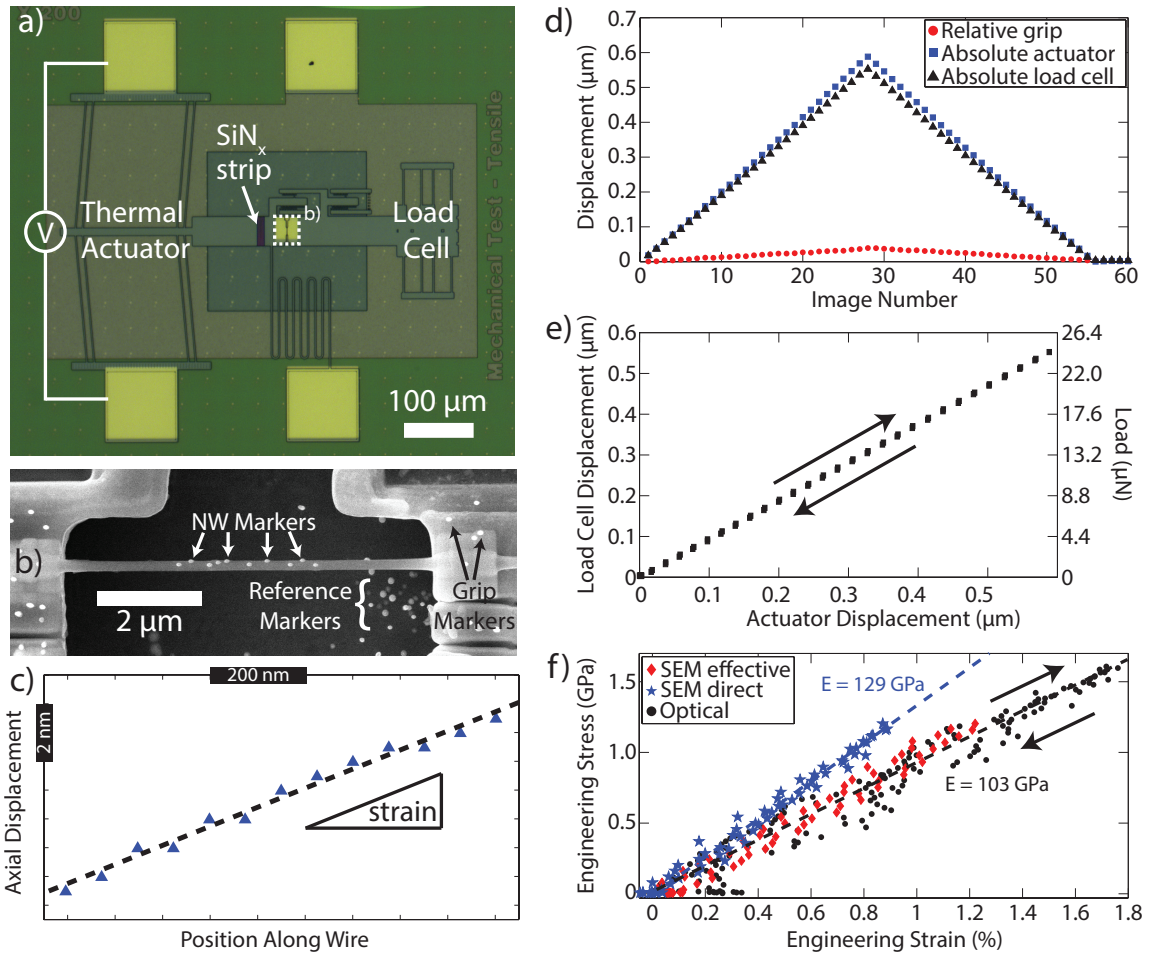 a)
200
SiNx
strip
b)
Thermal
Actuator
Load
Cell
V
Mechanical Test - Tensile
100 µm
b)
NW Markers
Reference
Markers
{
Grip
Markers
2 µm
c)
200 nm
2 nm
Axial Displacement
strain
Position Along Wire
d)
0.7
0.6
0.5
0.4
0.3
0.2
0.1
0
Displacement (µm)
Relative grip
Absolute actuator
Absolute load cell
0 10 20 30 40 50 60
Image Number
e)
0.6
0.5
0.4
0.3
0.2
0.1
0
Load Cell Displacement (µm)
26.4
22.0
17.6
13.2
8.8
4.4
0
Load (µN)
0 0.1 0.2 0.3 0.4 0.5
Actuator Displacement (µm)
f)
1.5
1.0
0.5
0
Engineering Stress (GPa)
SEM effective
SEM direct
Optical
E = 129 GPa
E = 103 GPa
0 0.2 0.4 0.6 0.8 1 1.2 1.4 1.6 1.8
Engineering Strain (%)